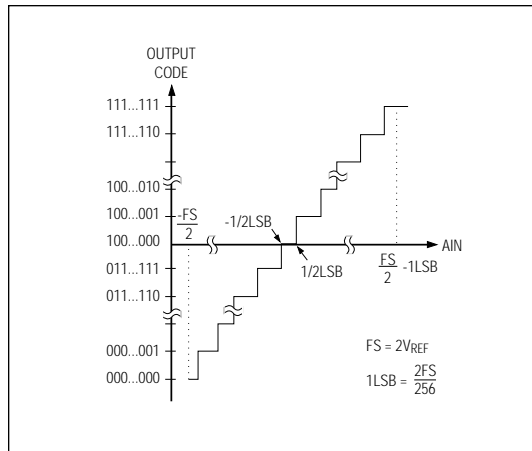 OUTPUT
CODE
111...111
111...110
100...010
100...001
100...000
011...111
011...110
000...001
000...000
-FS
2
-1/2LSB
1/2LSB
AIN
FS
2
-1LSB
FS = 2VREF
1LSB = 2FS
256